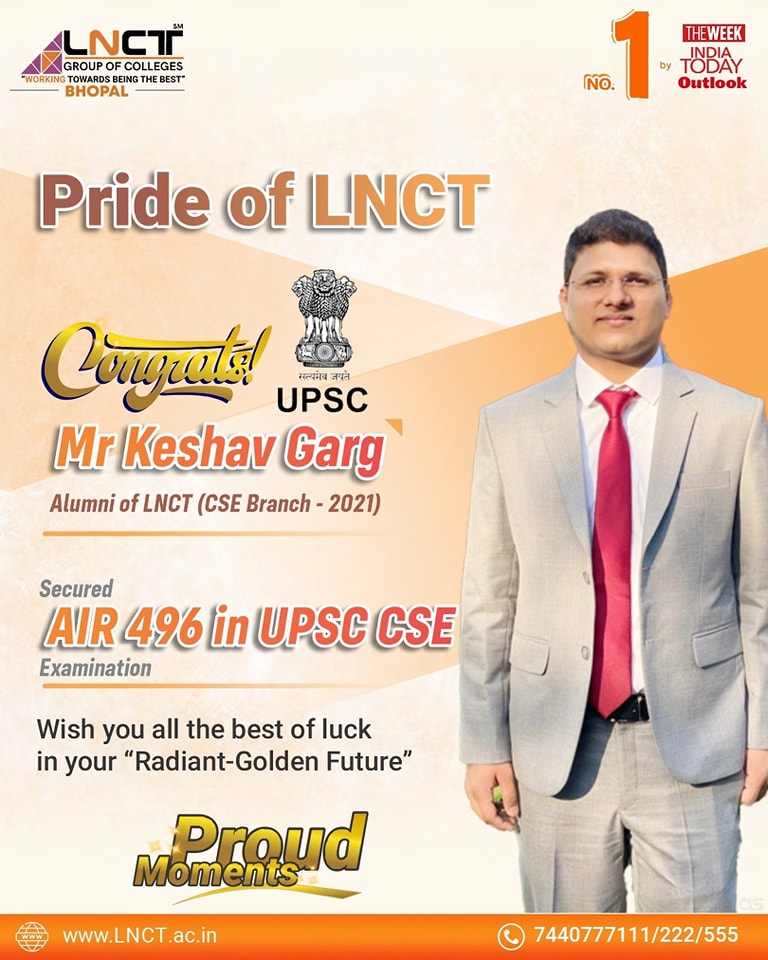 LNCT SM
GROUP OF COLLEGES
"WORKING TOWARDS BEING THE BEST"
BHOPAL
NO. 1 by
THE WEEK
INDIA
TODAY
Outlook
Pride of LNCT
Congrats!
सत्यमेव जयते
UPSC
Mr Keshav Garg
Alumni of LNCT (CSE Branch - 2021)
Secured
AIR 496 in UPSC CSE
Examination
Wish you all the best of luck
in your “Radiant-Golden Future”
Proud
Moments
www.LNCT.ac.in
7440777111/222/555